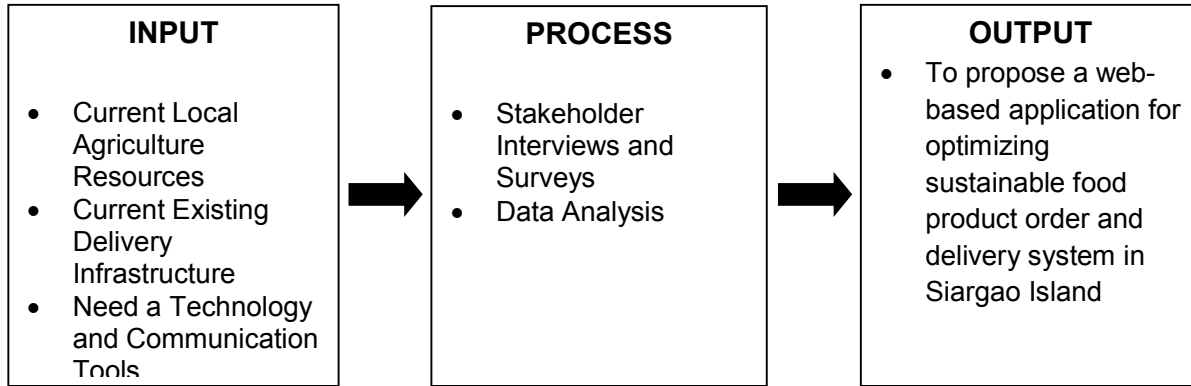 INPUT
• Current Local
Agriculture
Resources
• Current Existing
Delivery
Infrastructure
• Need a Technology
and Communication
Tools
PROCESS
• Stakeholder
Interviews and
Surveys
• Data Analysis
OUTPUT
• To propose a web-
based application for
optimizing
sustainable food
product order and
delivery system in
Siargao Island